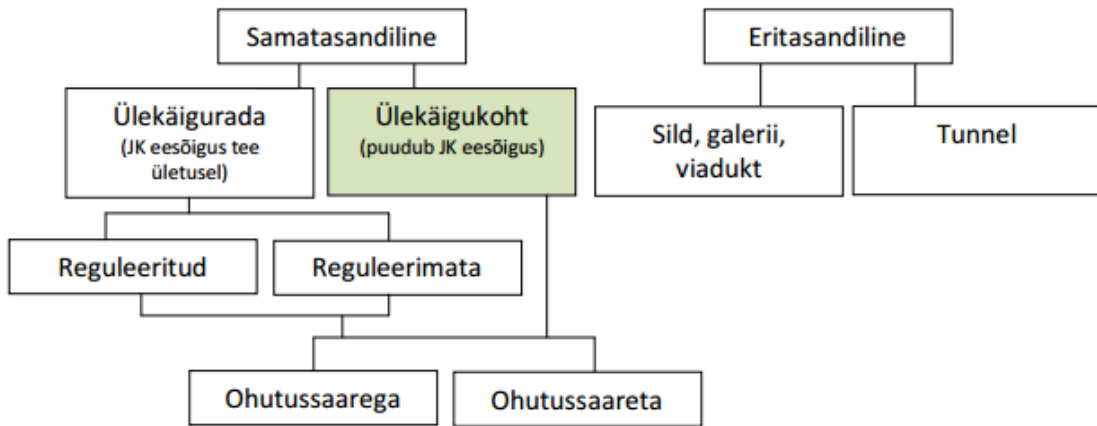 Samatasandiline
Eritasandiline
Ülekäigurada
(JK eesõigus tee
ületusel)
Ülekäigukoht
(puudub JK eesõigus)
Sild, galerii,
viadukt
Tunnel
Reguleeritud
Reguleerimata
Ohutussaarega
Ohutussaareta